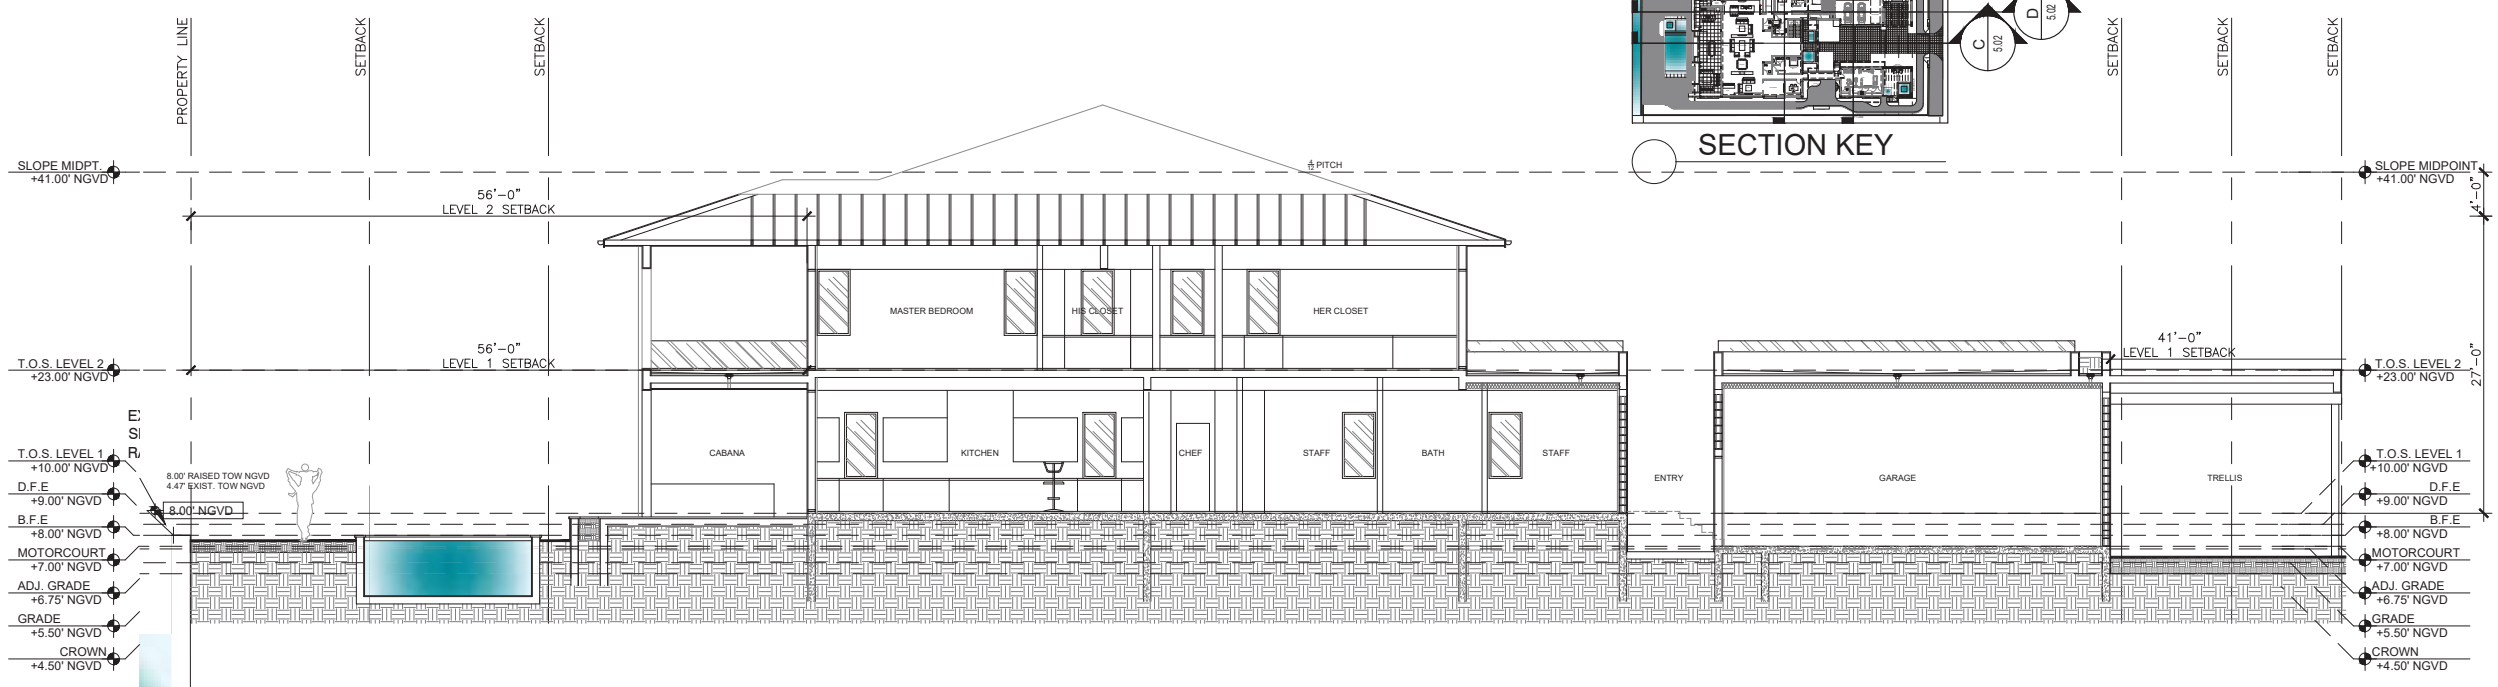 PROPERTY LINE
SETBACK
SETBACK
SETBACK
SETBACK
SETBACK
C
5.02
D
5.02
SECTION KEY
SLOPE MIDPT.
+41.00' NGVD
4/12 PITCH
SLOPE MIDPOINT
+41.00' NGVD
4'-0"
56'-0"
LEVEL 2 SETBACK
MASTER BEDROOM
HIS CLOSET
HER CLOSET
56'-0"
LEVEL 1 SETBACK
41'-0"
LEVEL 1 SETBACK
T.O.S. LEVEL 2
+23.00' NGVD
T.O.S. LEVEL 2
+23.00' NGVD
27'-0"
CABANA
KITCHEN
CHEF
STAFF
BATH
STAFF
ENTRY
GARAGE
TRELLIS
8.00' RAISED TOW NGVD
4.47' EXIST. TOW NGVD
8.00' NGVD
T.O.S. LEVEL 1
+10.00' NGVD
D.F.E
+9.00' NGVD
B.F.E
+8.00' NGVD
MOTORCOURT
+7.00' NGVD
ADJ. GRADE
+6.75' NGVD
GRADE
+5.50' NGVD
CROWN
+4.50' NGVD
T.O.S. LEVEL 1
+10.00' NGVD
D.F.E
+9.00' NGVD
B.F.E
+8.00' NGVD
MOTORCOURT
+7.00' NGVD
ADJ. GRADE
+6.75' NGVD
GRADE
+5.50' NGVD
CROWN
+4.50' NGVD